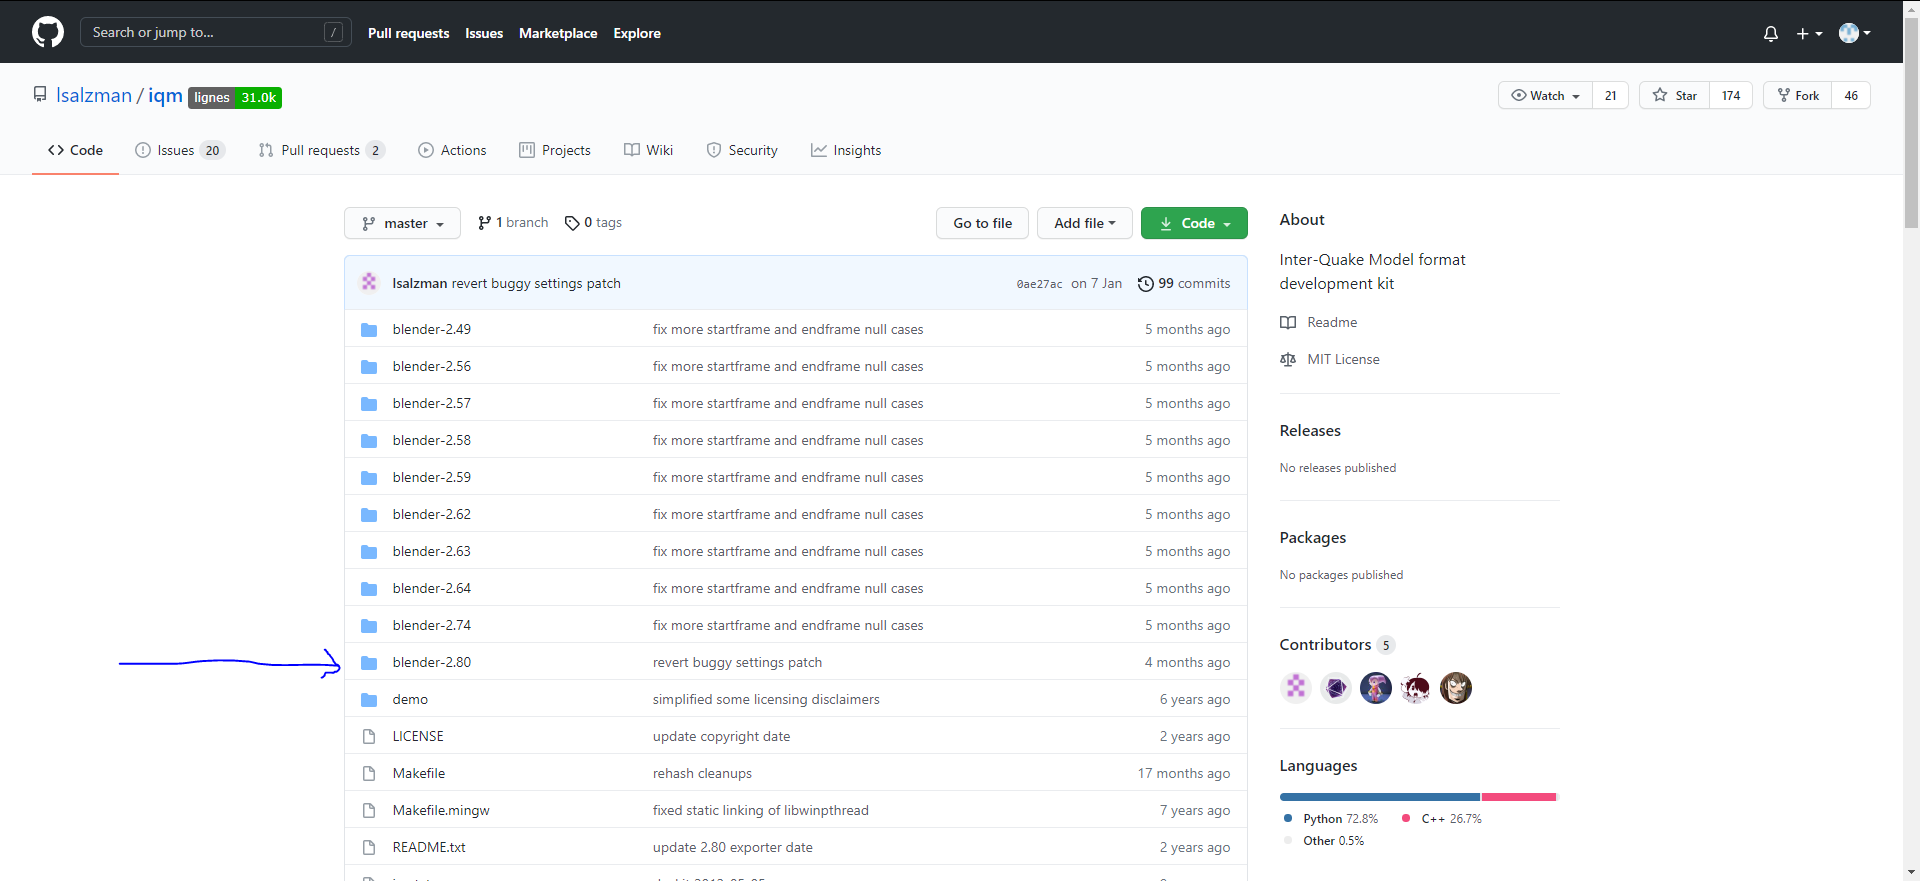 Search or jump to... /
Pull requests Issues Marketplace Explore
lsalzman / iqm lignes 31.0k
Watch 21 Star 174 Fork 46
Code Issues 20 Pull requests 2 Actions Projects Wiki Security Insights
master 1 branch 0 tags Go to file Add file Code
lsalzman revert buggy settings patch 0ae27ac on 7 Jan 99 commits
blender-2.49 fix more startframe and endframe null cases 5 months ago
blender-2.56 fix more startframe and endframe null cases 5 months ago
blender-2.57 fix more startframe and endframe null cases 5 months ago
blender-2.58 fix more startframe and endframe null cases 5 months ago
blender-2.59 fix more startframe and endframe null cases 5 months ago
blender-2.62 fix more startframe and endframe null cases 5 months ago
blender-2.63 fix more startframe and endframe null cases 5 months ago
blender-2.64 fix more startframe and endframe null cases 5 months ago
blender-2.74 fix more startframe and endframe null cases 5 months ago
blender-2.80 revert buggy settings patch 4 months ago
demo simplified some licensing disclaimers 6 years ago
LICENSE update copyright date 2 years ago
Makefile rehash cleanups 17 months ago
Makefile.mingw fixed static linking of libwinpthread 7 years ago
README.txt update 2.80 exporter date 2 years ago
About
Inter-Quake Model format
development kit
Readme
MIT License
Releases
No releases published
Packages
No packages published
Contributors 5
Languages
Python 72.8% C++ 26.7%
Other 0.5%